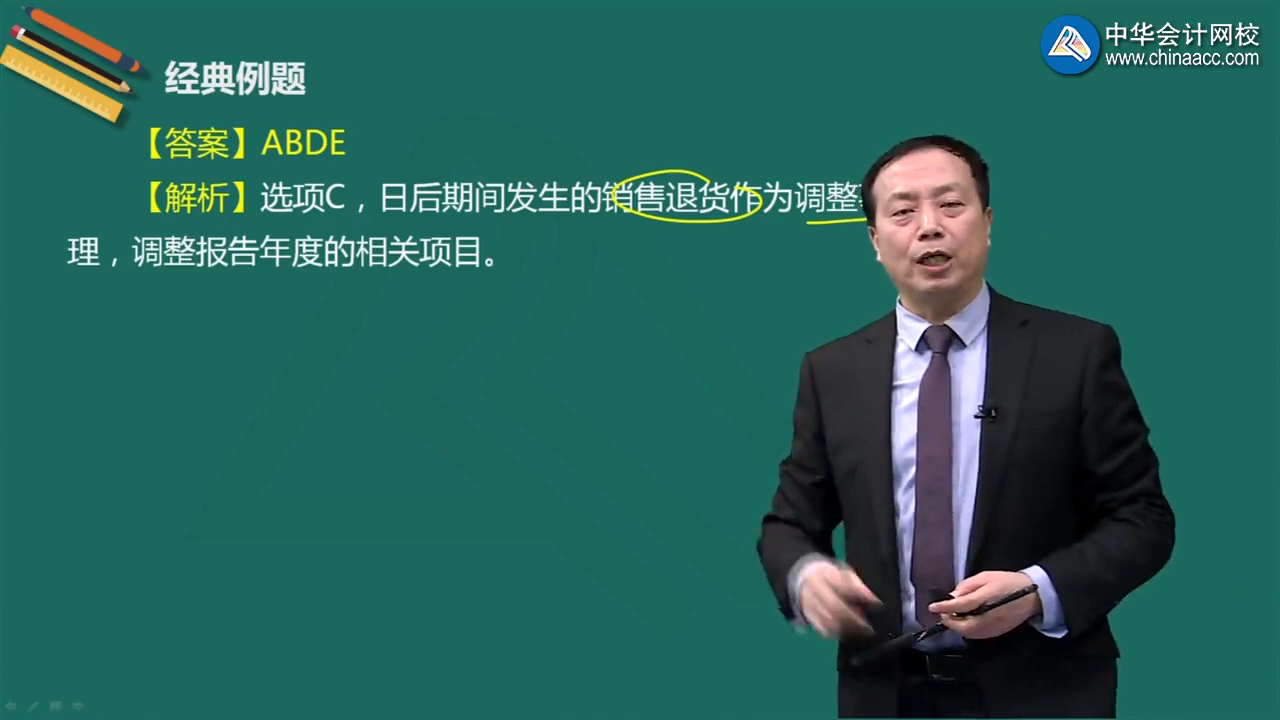 中华会计网校
www.chinaacc.com
经典例题
【答案】ABDE
【解析】选项C，日后期间发生的销售退货作为调整
理，调整报告年度的相关项目。